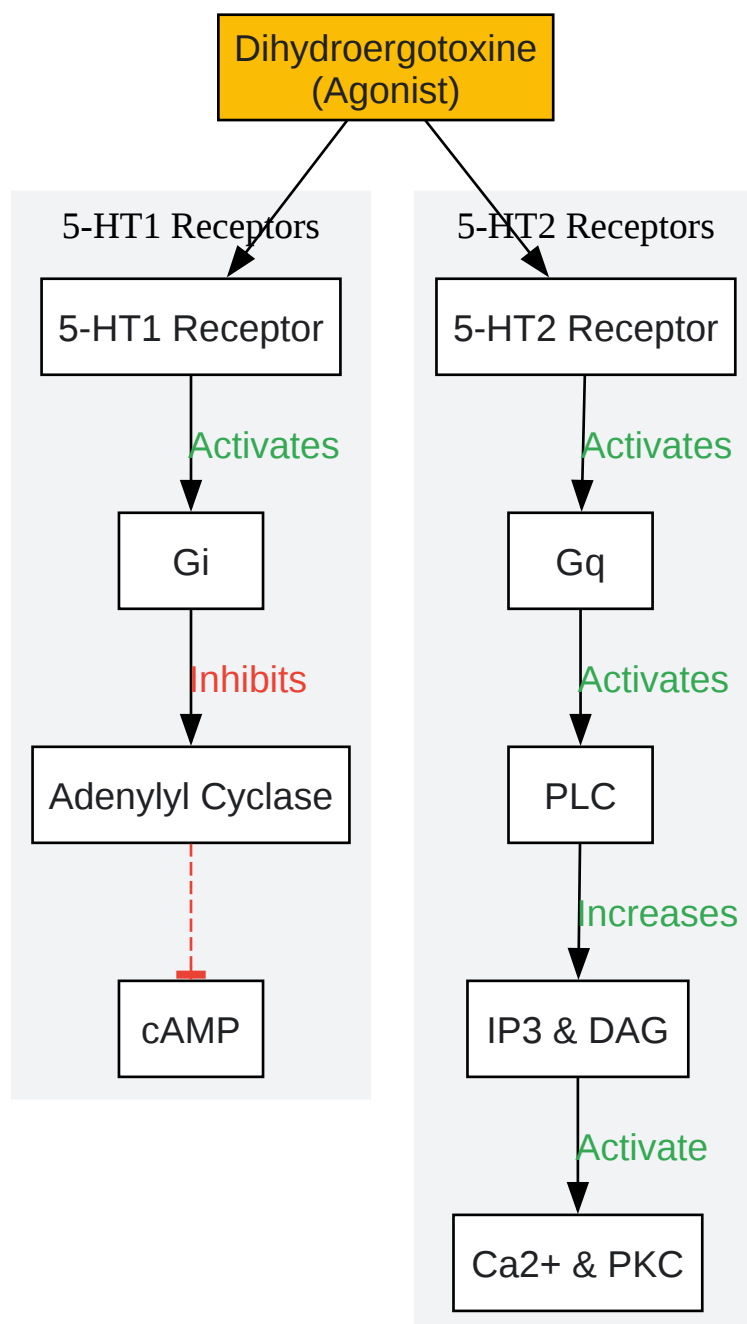 Dihydroergotoxine
(Agonist)
5-HT1 Receptors
5-HT1 Receptor
Activates
Gi
Inhibits
Adenylyl Cyclase
cAMP
5-HT2 Receptors
5-HT2 Receptor
Activates
Gq
Activates
PLC
Increases
IP3 & DAG
Activate
Ca2+ & PKC